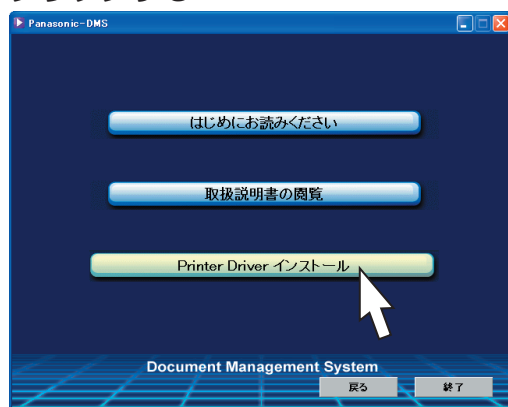 Panasonic-DMS
はじめにお読みください
取扱説明書の閲覧
Printer Driver インストール
Document Management System
戻る
終了